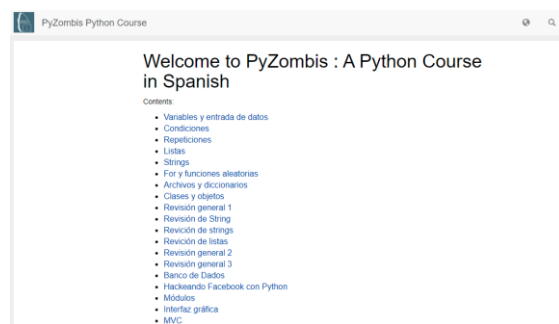 PyZombis Python Course
Welcome to PyZombis : A Python Course
in Spanish
Contents:
Variables y entrada de datos
Condiciones
Repeticiones
Listas
Strings
For y funciones aleatorias
Archivos y diccionarios
Clases y objetos
Revisión general 1
Revisión de String
Revición de strings
Revición de listas
Revisión general 2
Revisión general 3
Banco de Dados
Hackeando Facebook con Python
Módulos
Interfaz gráfica
MVC